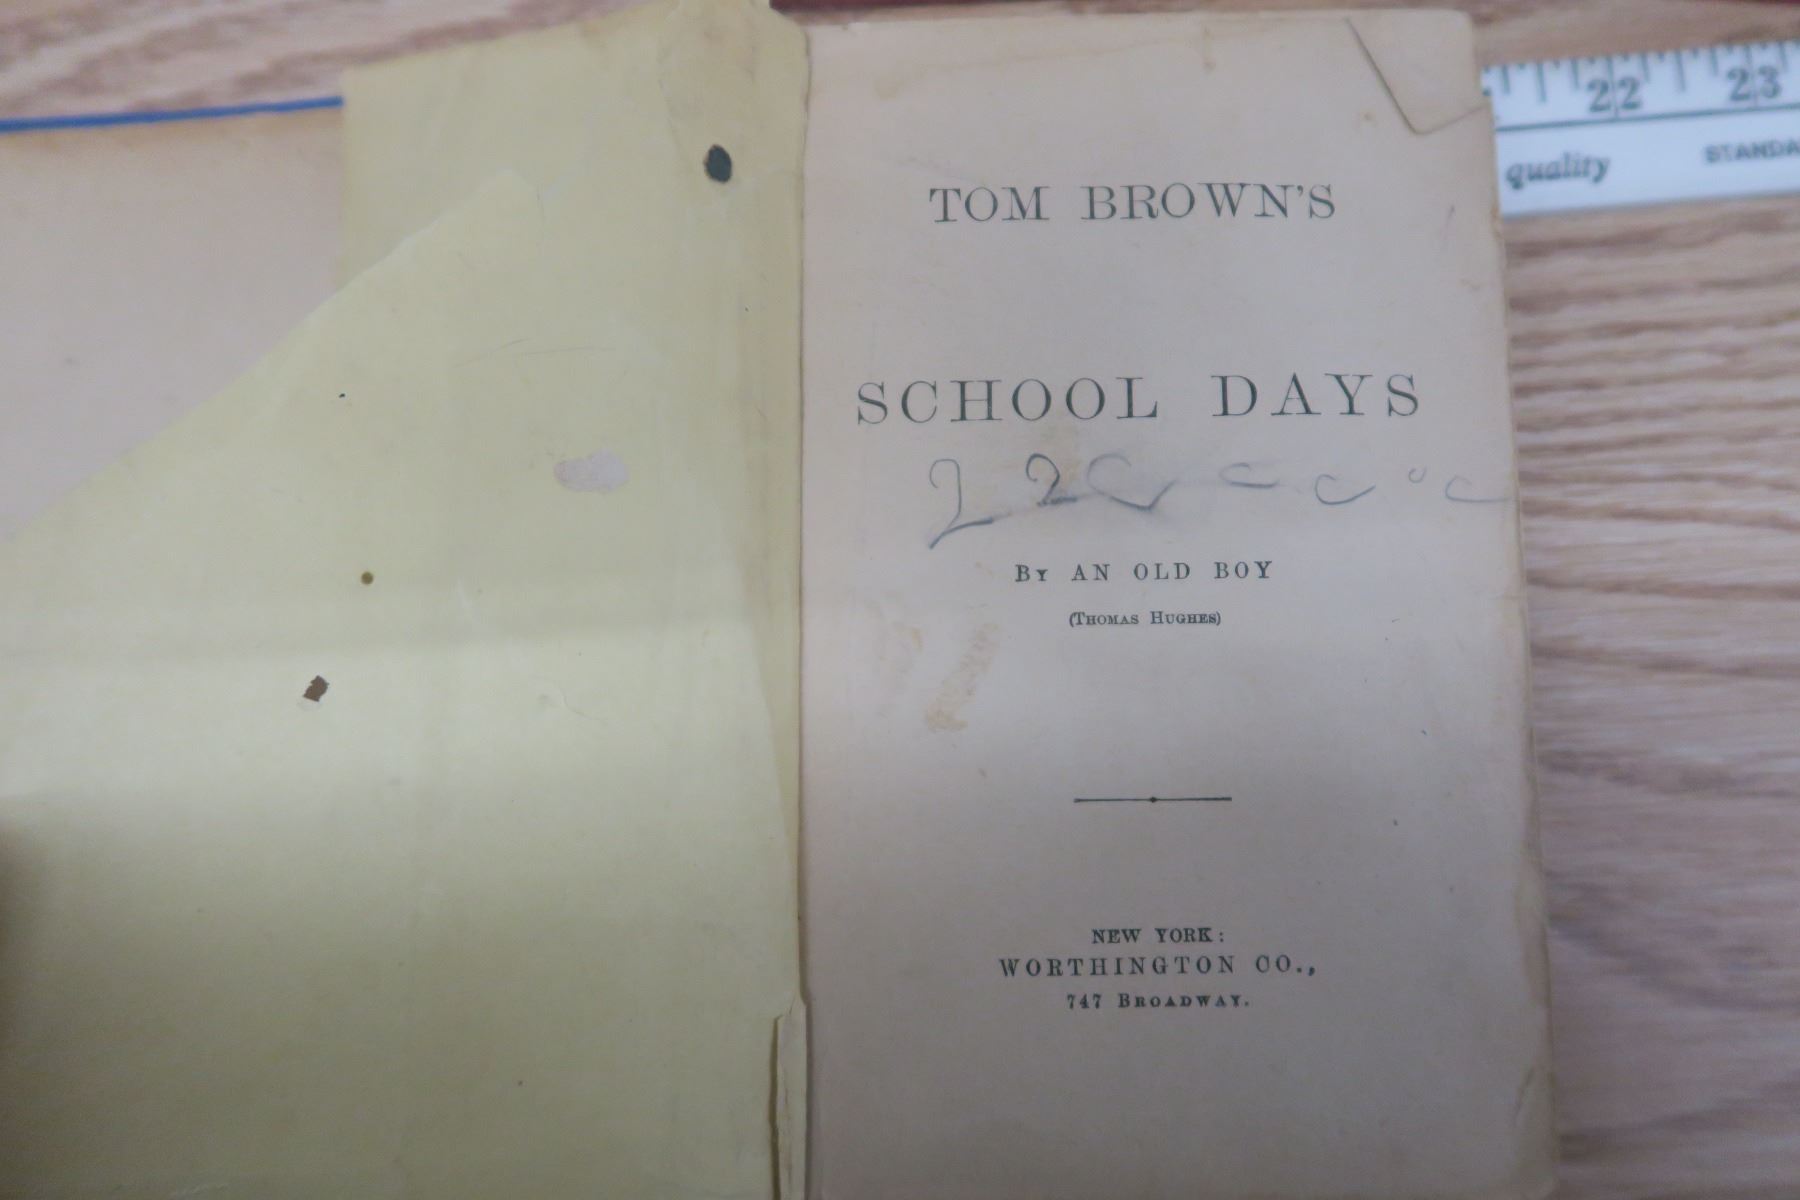 TOM BROWN'S
SCHOOL DAYS
BY AN OLD BOY
(THOMAS HUGHES)
NEW YORK:
WORTHINGTON CO.,
747 BROADWAY.
22 23
quality